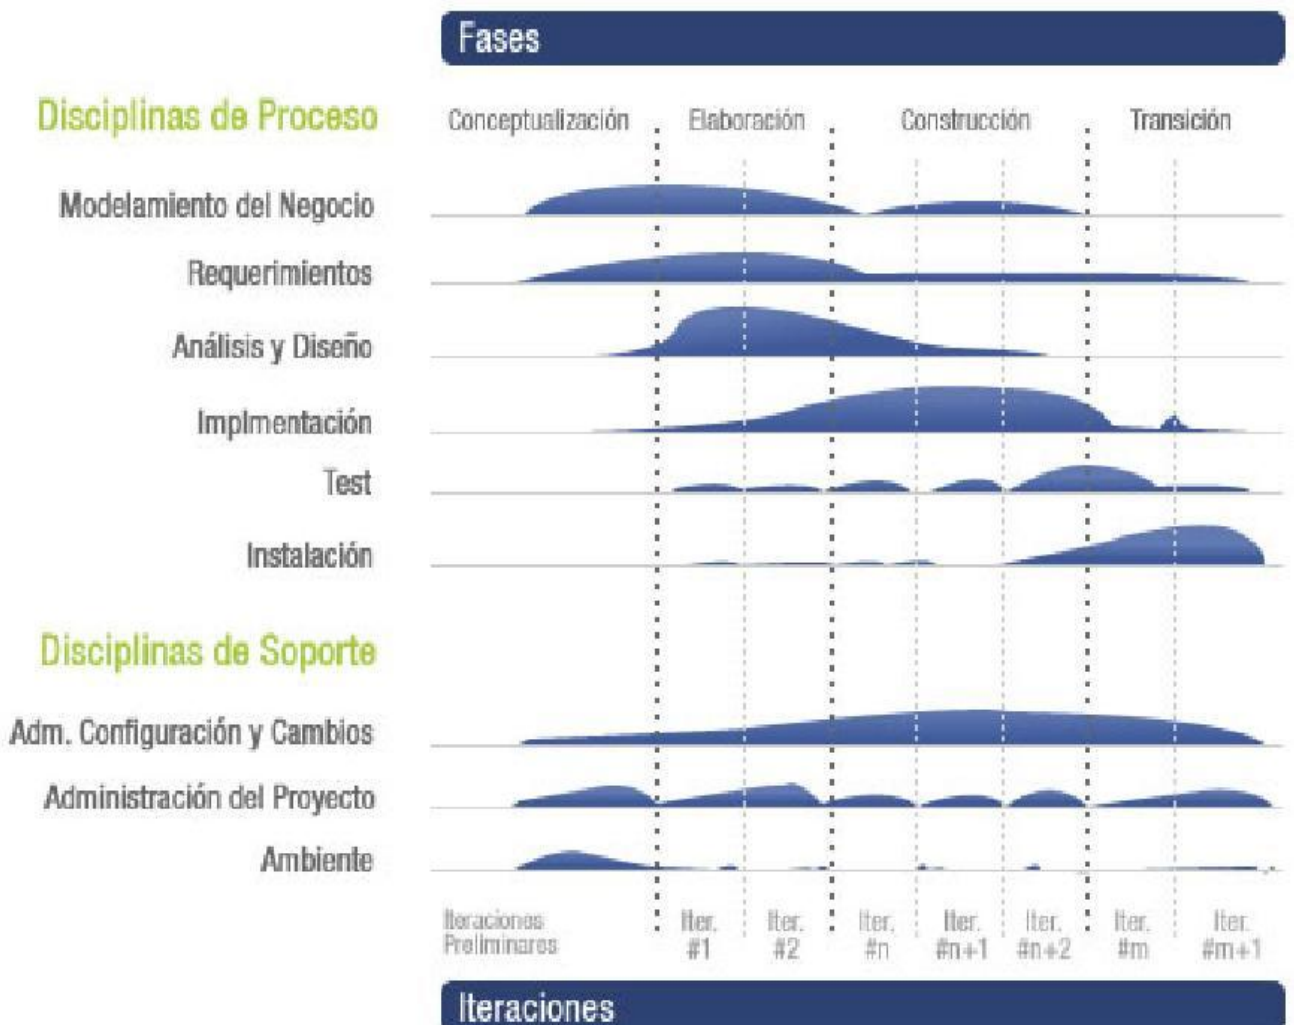 Fases
Disciplinas de Proceso
Conceptualización Elaboración Construcción Transición
Modelamiento del Negocio
Requerimientos
Análisis y Diseño
Implmentación
Test
Instalación
Disciplinas de Soporte
Adm. Configuración y Cambios
Administración del Proyecto
Ambiente
Iteraciones Iter. Iter. Iter. Iter. Iter. Iter. Iter.
Preliminares #1 #2 #n #n+1 #n+2 #m #m+1
Iteraciones